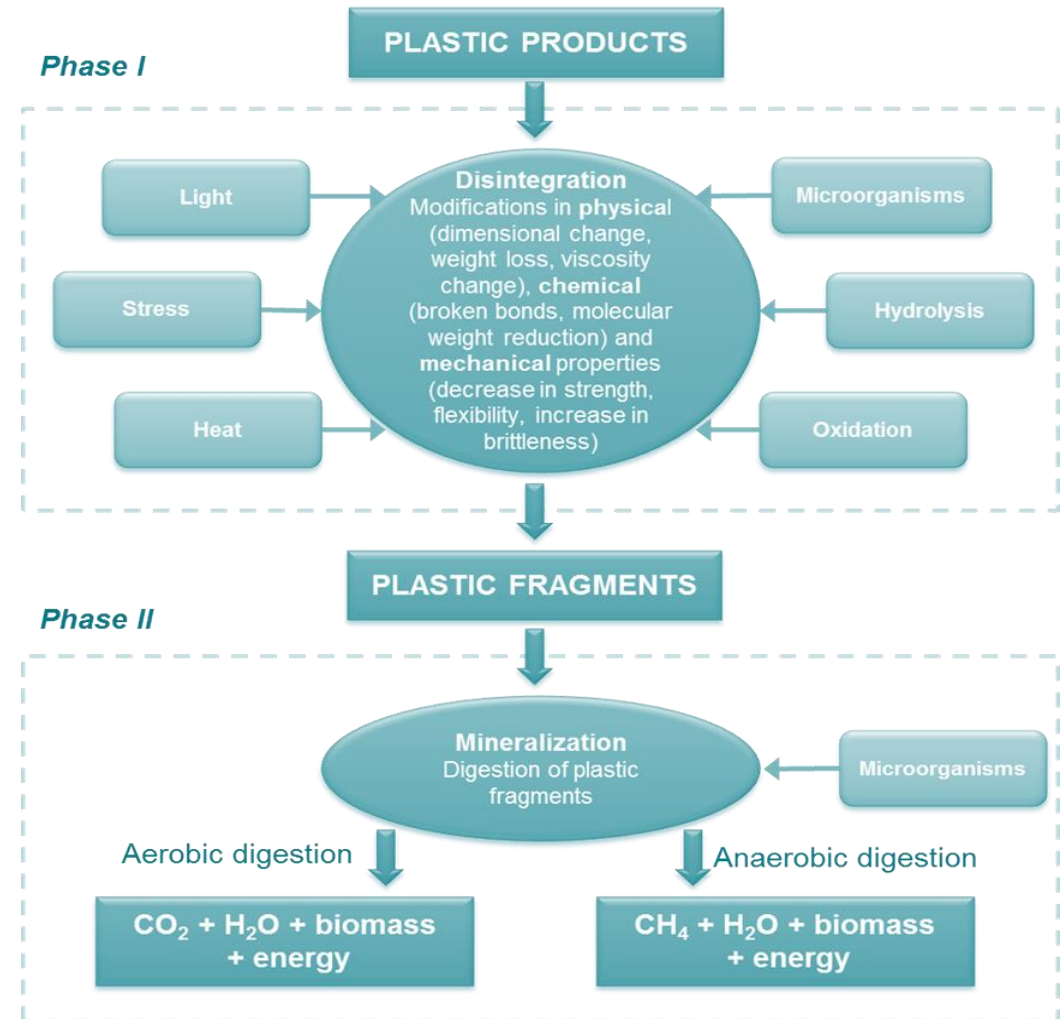 PLASTIC PRODUCTS
Phase I
Light
Stress
Heat
Disintegration
Modifications in physical
(dimensional change,
weight loss, viscosity
change), chemical
(broken bonds, molecular
weight reduction) and
mechanical properties
(decrease in strength,
flexibility, increase in
brittleness)
Microorganisms
Hydrolysis
Oxidation
PLASTIC FRAGMENTS
Phase II
Mineralization
Digestion of plastic
fragments
Microorganisms
Aerobic digestion
Anaerobic digestion
CO₂ + H₂O + biomass
+ energy
CH₄ + H₂O + biomass
+ energy